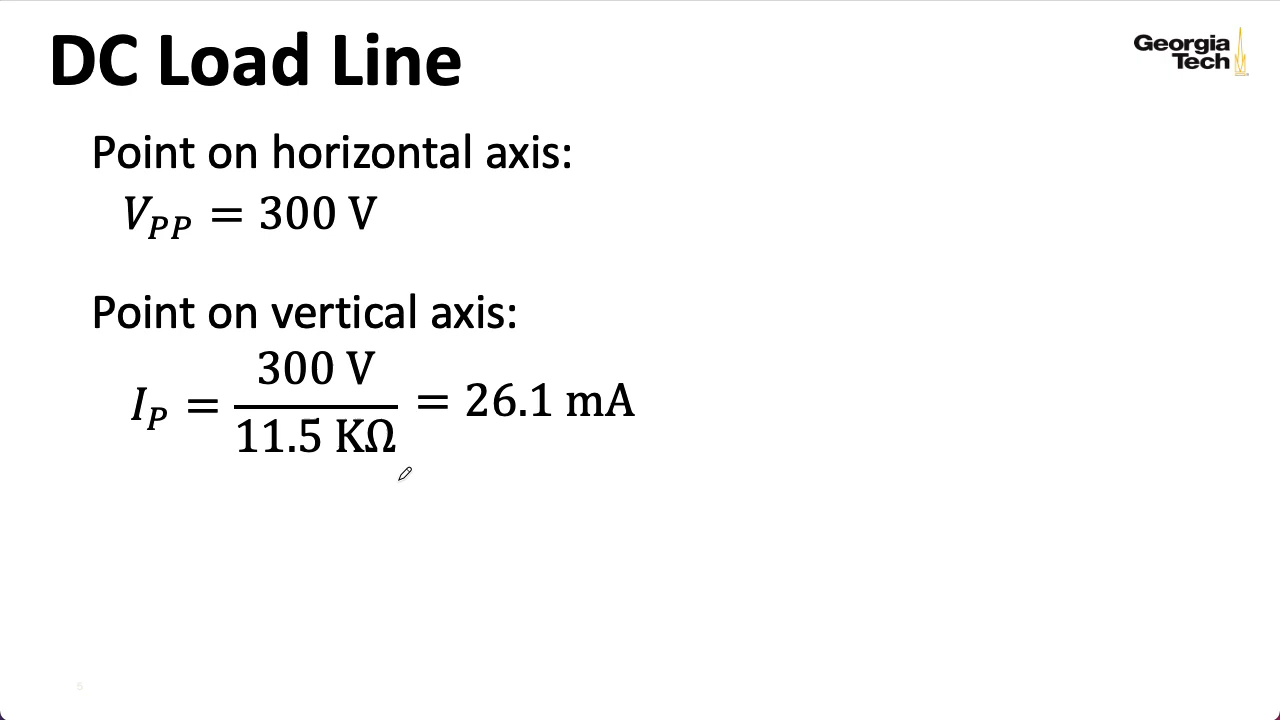 DC Load Line
Georgia
Tech
Point on horizontal axis:
V_PP = 300 V
Point on vertical axis:
I_P = 300 V / 11.5 KΩ = 26.1 mA
5